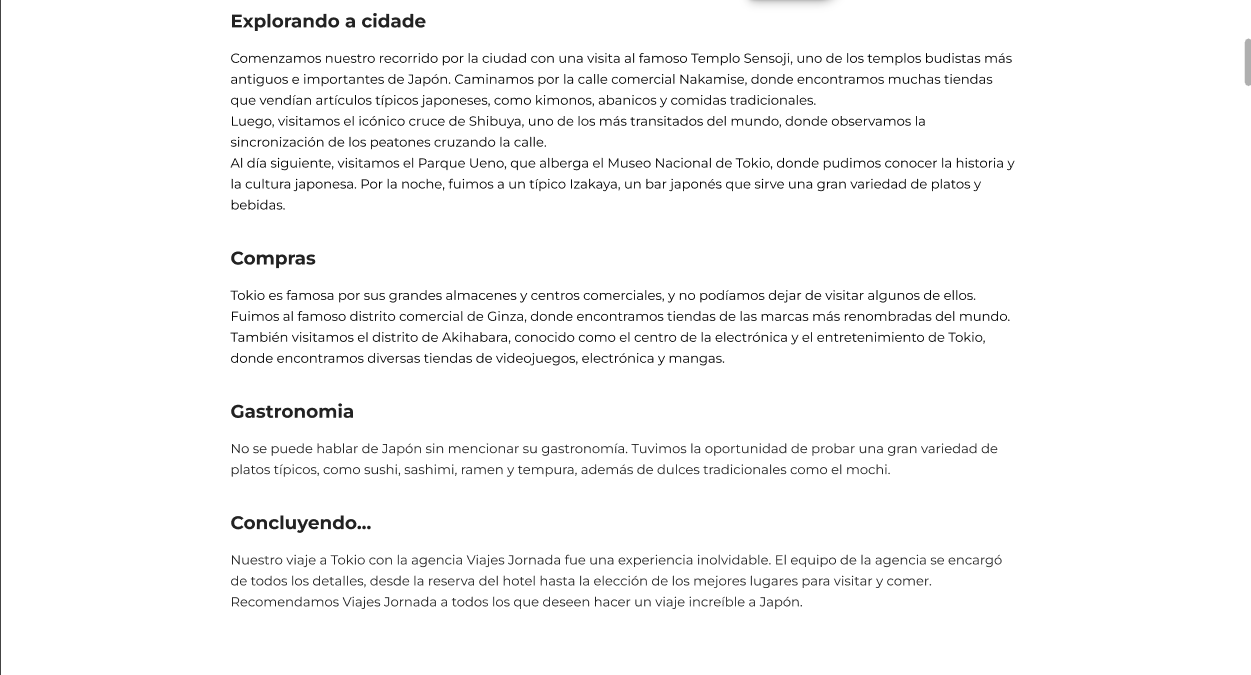 Explorando a cidade
Comenzamos nuestro recorrido por la ciudad con una visita al famoso Templo Sensoji, uno de los templos budistas más
antiguos e importantes de Japón. Caminamos por la calle comercial Nakamise, donde encontramos muchas tiendas
que vendían artículos típicos japoneses, como kimonos, abanicos y comidas tradicionales.
Luego, visitamos el icónico cruce de Shibuya, uno de los más transitados del mundo, donde observamos la
sincronización de los peatones cruzando la calle.
Al día siguiente, visitamos el Parque Ueno, que alberga el Museo Nacional de Tokio, donde pudimos conocer la historia y
la cultura japonesa. Por la noche, fuimos a un típico Izakaya, un bar japonés que sirve una gran variedad de platos y
bebidas.
Compras
Tokio es famosa por sus grandes almacenes y centros comerciales, y no podíamos dejar de visitar algunos de ellos.
Fuimos al famoso distrito comercial de Ginza, donde encontramos tiendas de las marcas más renombradas del mundo.
También visitamos el distrito de Akihabara, conocido como el centro de la electrónica y el entretenimiento de Tokio,
donde encontramos diversas tiendas de videojuegos, electrónica y mangas.
Gastronomia
No se puede hablar de Japón sin mencionar su gastronomía. Tuvimos la oportunidad de probar una gran variedad de
platos típicos, como sushi, sashimi, ramen y tempura, además de dulces tradicionales como el mochi.
Concluyendo...
Nuestro viaje a Tokio con la agencia Viajes Jornada fue una experiencia inolvidable. El equipo de la agencia se encargó
de todos los detalles, desde la reserva del hotel hasta la elección de los mejores lugares para visitar y comer.
Recomendamos Viajes Jornada a todos los que deseen hacer un viaje increíble a Japón.